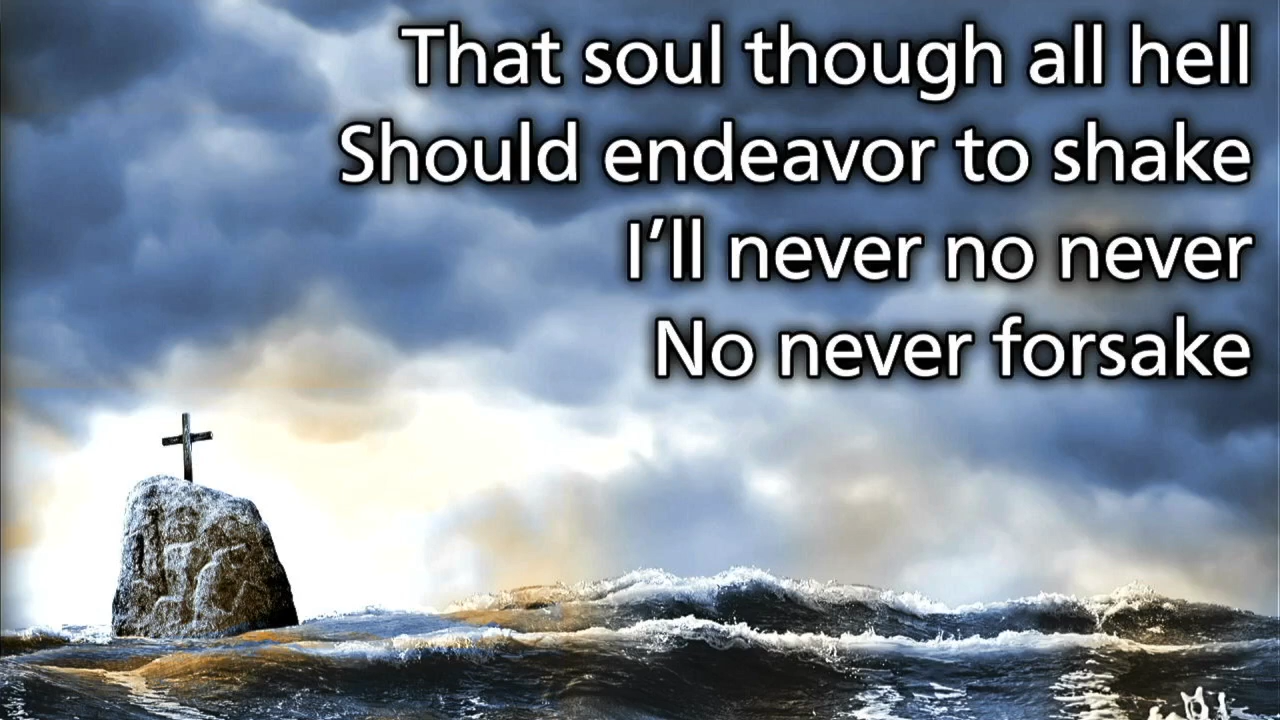 That soul though all hell
Should endeavor to shake
I’ll never no never
No never forsake